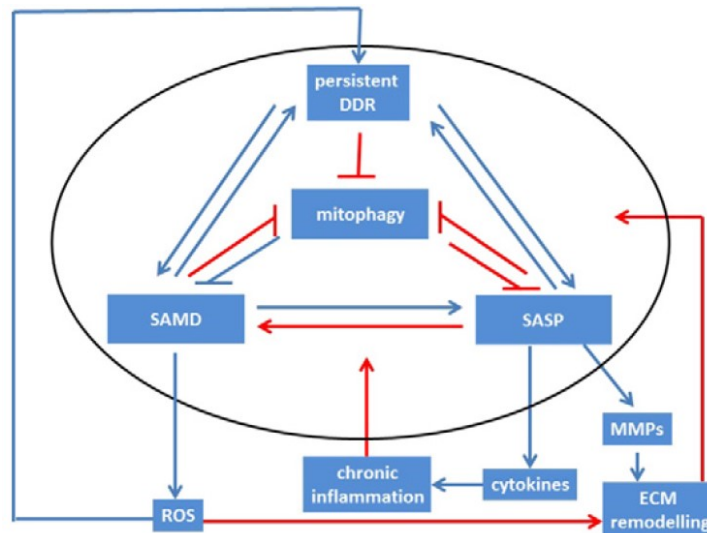 persistent
DDR
mitophagy
SAMD
SASP
MMPs
chronic
inflammation
cytokines
ECM
remodelling
ROS